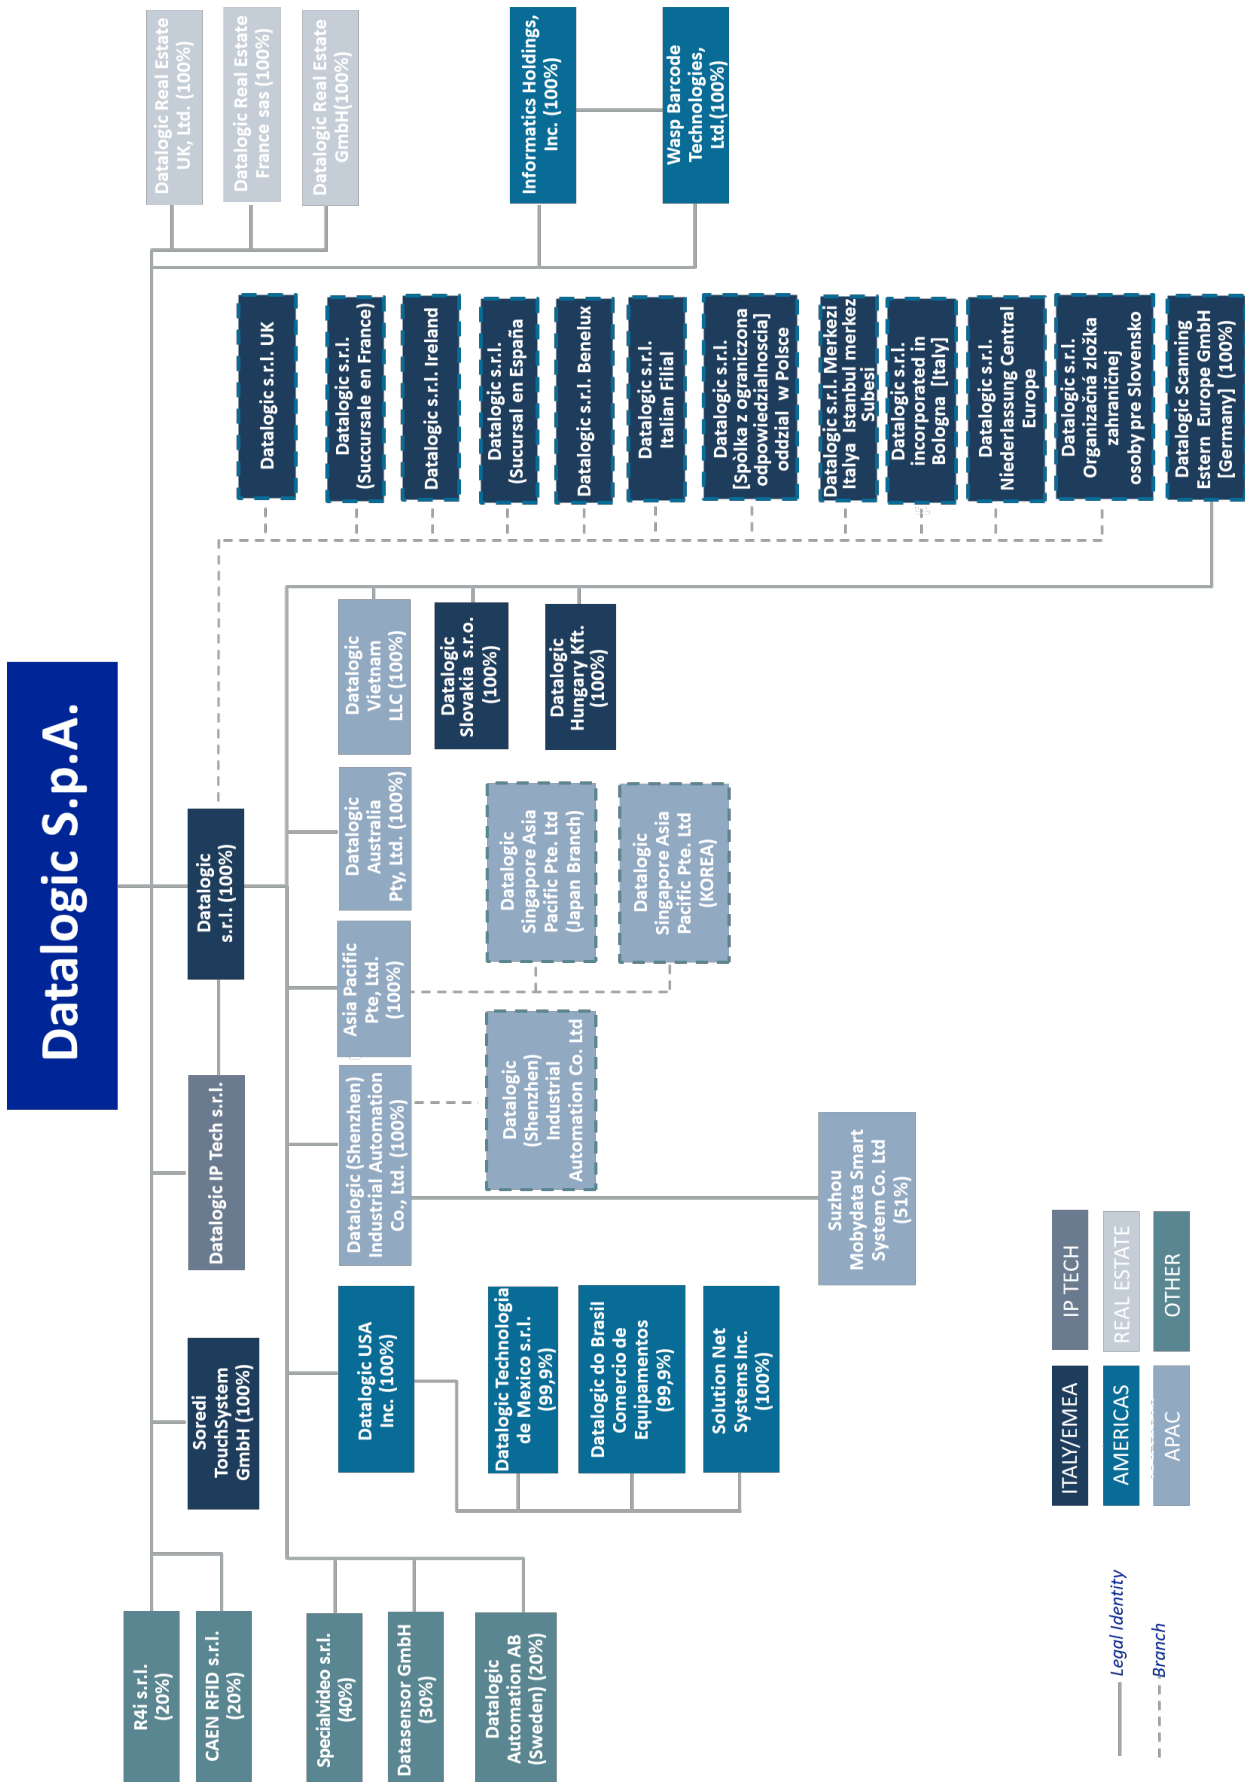 Datalogic S.p.A.
R4i s.r.l.
(20%)
CAEN RFID s.r.l.
(20%)
Soredi
TouchSystem
GmbH (100%)
Datalogic IP Tech s.r.l.
Datalogic
s.r.l. (100%)
Datalogic Real Estate
UK, Ltd. (100%)
Datalogic Real Estate
France sas (100%)
Datalogic Real Estate
GmbH(100%)
Informatics Holdings,
Inc. (100%)
Wasp Barcode
Technologies,
Ltd.(100%)
Specialvideo s.r.l.
(40%)
Datasensor GmbH
(30%)
Datalogic
Automation AB
(Sweden) (20%)
Datalogic USA
Inc. (100%)
Datalogic Technologia
de Mexico s.r.l.
(99,9%)
Datalogic do Brasil
Comercio de
Equipamentos
(99,9%)
Solution Net
Systems Inc.
(100%)
Datalogic (Shenzhen)
Industrial Automation
Co., Ltd. (100%)
Datalogic
(Shenzhen)
Industrial
Automation Co. Ltd
Suzhou
Mobydata Smart
System Co. Ltd
(51%)
Asia Pacific
Pte, Ltd.
(100%)
Datalogic
Singapore Asia
Pacific Pte. Ltd
(Japan Branch)
Datalogic
Singapore Asia
Pacific Pte. Ltd
(KOREA)
Datalogic
Australia
Pty, Ltd. (100%)
Datalogic
Vietnam
LLC (100%)
Datalogic
Slovakia s.r.o.
(100%)
Datalogic
Hungary Kft.
(100%)
Datalogic s.r.l. UK
Datalogic s.r.l.
(Succursale en France)
Datalogic s.r.l. Ireland
Datalogic s.r.l.
(Sucursal en España
Datalogic s.r.l. Benelux
Datalogic s.r.l.
Italian Filial
Datalogic s.r.l.
[Spòlka z ograniczona
odpowiedzialnoscia]
oddzial w Polsce
Datalogic s.r.l. Merkezi
Italya Istanbul merkez
Subesi
Datalogic s.r.l.
incorporated in
Bologna [Italy]
Datalogic s.r.l.
Niederlassung Central
Europe
Datalogic s.r.l.
Organizačná zložka
zahraničnej
osoby pre Slovensko
Datalogic Scanning
Estern Europe GmbH
[Germany] (100%)
Legal Identity
Branch
ITALY/EMEA
IP TECH
AMERICAS
REAL ESTATE
APAC
OTHER